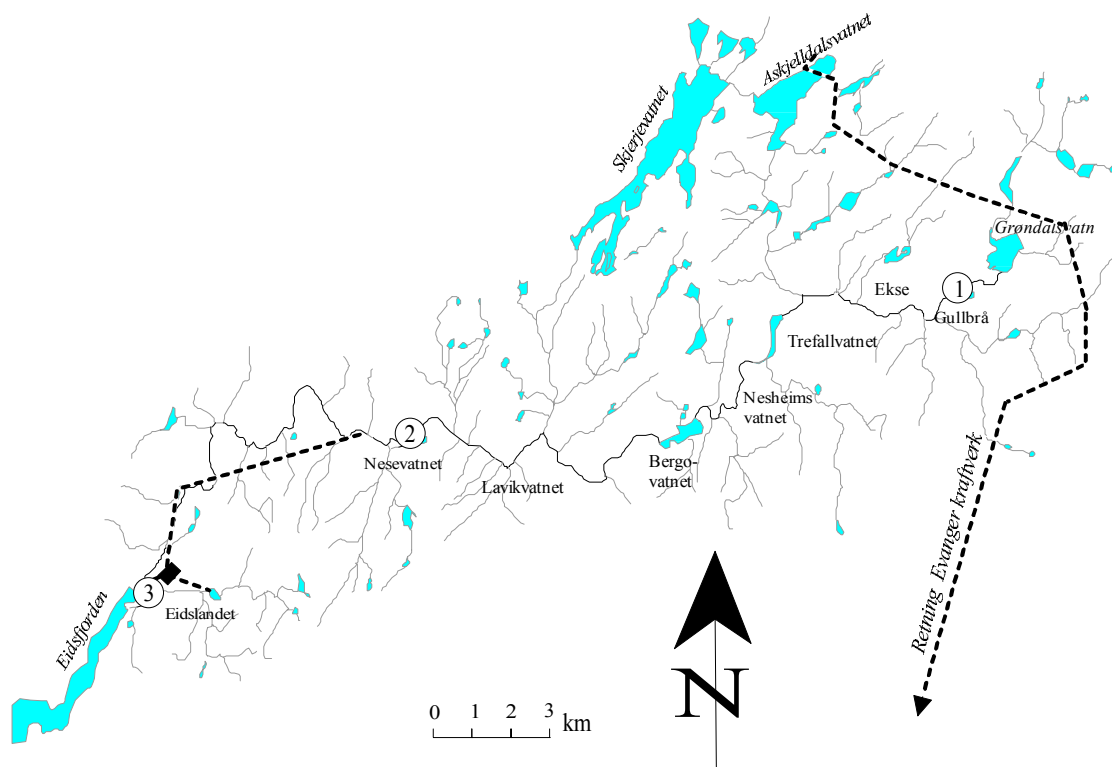 Askjelldalsvatnet
Skjerjevatnet
Grøndalsvatn
Ekse
1
Gullbrå
Trefallvatnet
Nesheims
vatnet
2
Nesevatnet
Bergo-
vatnet
Lavikvatnet
Retning Evanger kraftverk
3
Eidslandet
Eidsfjorden
N
0 1 2 3 km